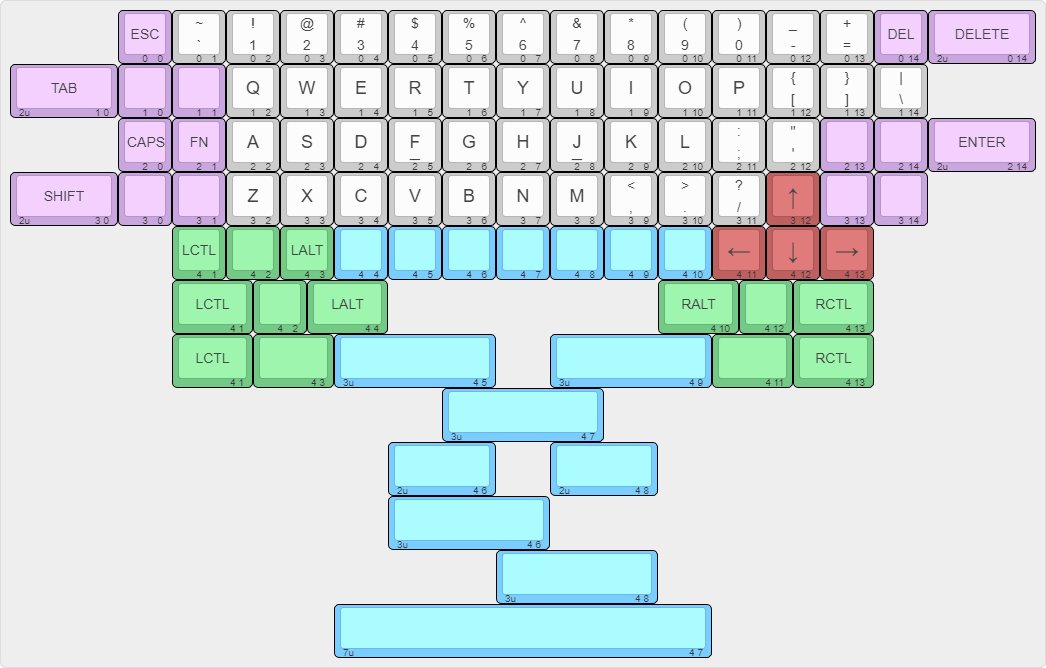 ESC ~ ! @ # $ % ^ & * ( ) _ + DEL DELETE
` 1 2 3 4 5 6 7 8 9 0 - =
0 0 0 1 0 2 0 3 0 4 0 5 0 6 0 7 0 8 0 9 0 10 0 11 0 12 0 13 0 14 2u 0 14
TAB Q W E R T Y U I O P { } |
[ ] \
2u 1 0 1 0 1 1 1 2 1 3 1 4 1 5 1 6 1 7 1 8 1 9 1 10 1 11 1 12 1 13 1 14
CAPS FN A S D F G H J K L : " ENTER
_ _ ; '
2 0 2 1 2 2 2 3 2 4 2 5 2 6 2 7 2 8 2 9 2 10 2 11 2 12 2 13 2 14 2u 2 14
SHIFT Z X C V B N M < > ? ↑
, . /
2u 3 0 3 0 3 1 3 2 3 3 3 4 3 5 3 6 3 7 3 8 3 9 3 10 3 11 3 12 3 13 3 14
LCTL LALT ← ↓ →
4 1 4 2 4 3 4 4 4 5 4 6 4 7 4 8 4 9 4 10 4 11 4 12 4 13
LCTL LALT RALT RCTL
4 1 4 2 4 4 4 10 4 12 4 13
LCTL RCTL
4 1 4 3 3u 4 5 3u 4 9 4 11 4 13
3u 4 7
2u 4 6 2u 4 8
3u 4 6
3u 4 8
7u 4 7